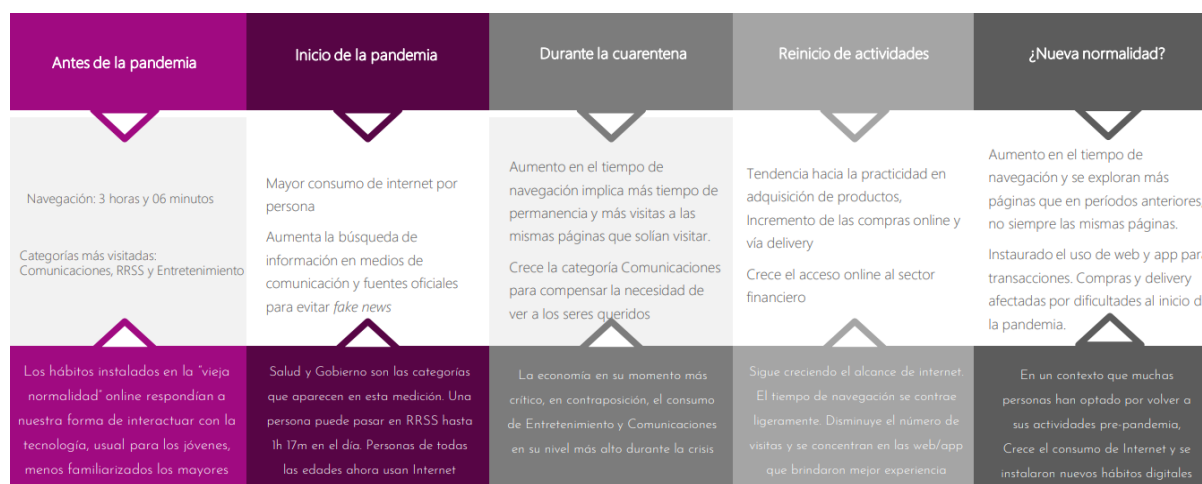 Antes de la pandemia
Navegación: 3 horas y 06 minutos
Categorías más visitadas:
Comunicaciones, RRSS y Entretenimiento
Los hábitos instalados en la "vieja
normalidad" online respondían a
nuestra forma de interactuar con la
tecnología, usual para los jóvenes,
menos familiarizados los mayores
Inicio de la pandemia
Mayor consumo de internet por
persona
Aumenta la búsqueda de
información en medios de
comunicación y fuentes oficiales
para evitar fake news
Salud y Gobierno son las categorías
que aparecen en esta medición. Una
persona puede pasar en RRSS hasta
1h 17m en el día. Personas de todas
las edades ahora usan Internet
Durante la cuarentena
Aumento en el tiempo de
navegación implica más tiempo de
permanencia y más visitas a las
mismas páginas que solían visitar.
Crece la categoría Comunicaciones
para compensar la necesidad de
ver a los seres queridos
La economía en su momento más
crítico, en contraposición, el consumo
de Entretenimiento y Comunicaciones
en su nivel más alto durante la crisis
Reinicio de actividades
Tendencia hacia la practicidad en
adquisición de productos,
Incremento de las compras online y
vía delivery
Crece el acceso online al sector
financiero
Sigue creciendo el alcance de internet.
El tiempo de navegación se contrae
ligeramente. Disminuye el número de
visitas y se concentran en las web/app
que brindaron mejor experiencia
¿Nueva normalidad?
Aumento en el tiempo de
navegación y se exploran más
páginas que en períodos anteriores,
no siempre las mismas páginas.
Instaurado el uso de web y app para
transacciones. Compras y delivery
afectadas por dificultades al inicio d
la pandemia.
En un contexto que muchas
personas han optado por volver a
sus actividades pre-pandemia,
Crece el consumo de Internet y se
instalaron nuevos hábitos digitales